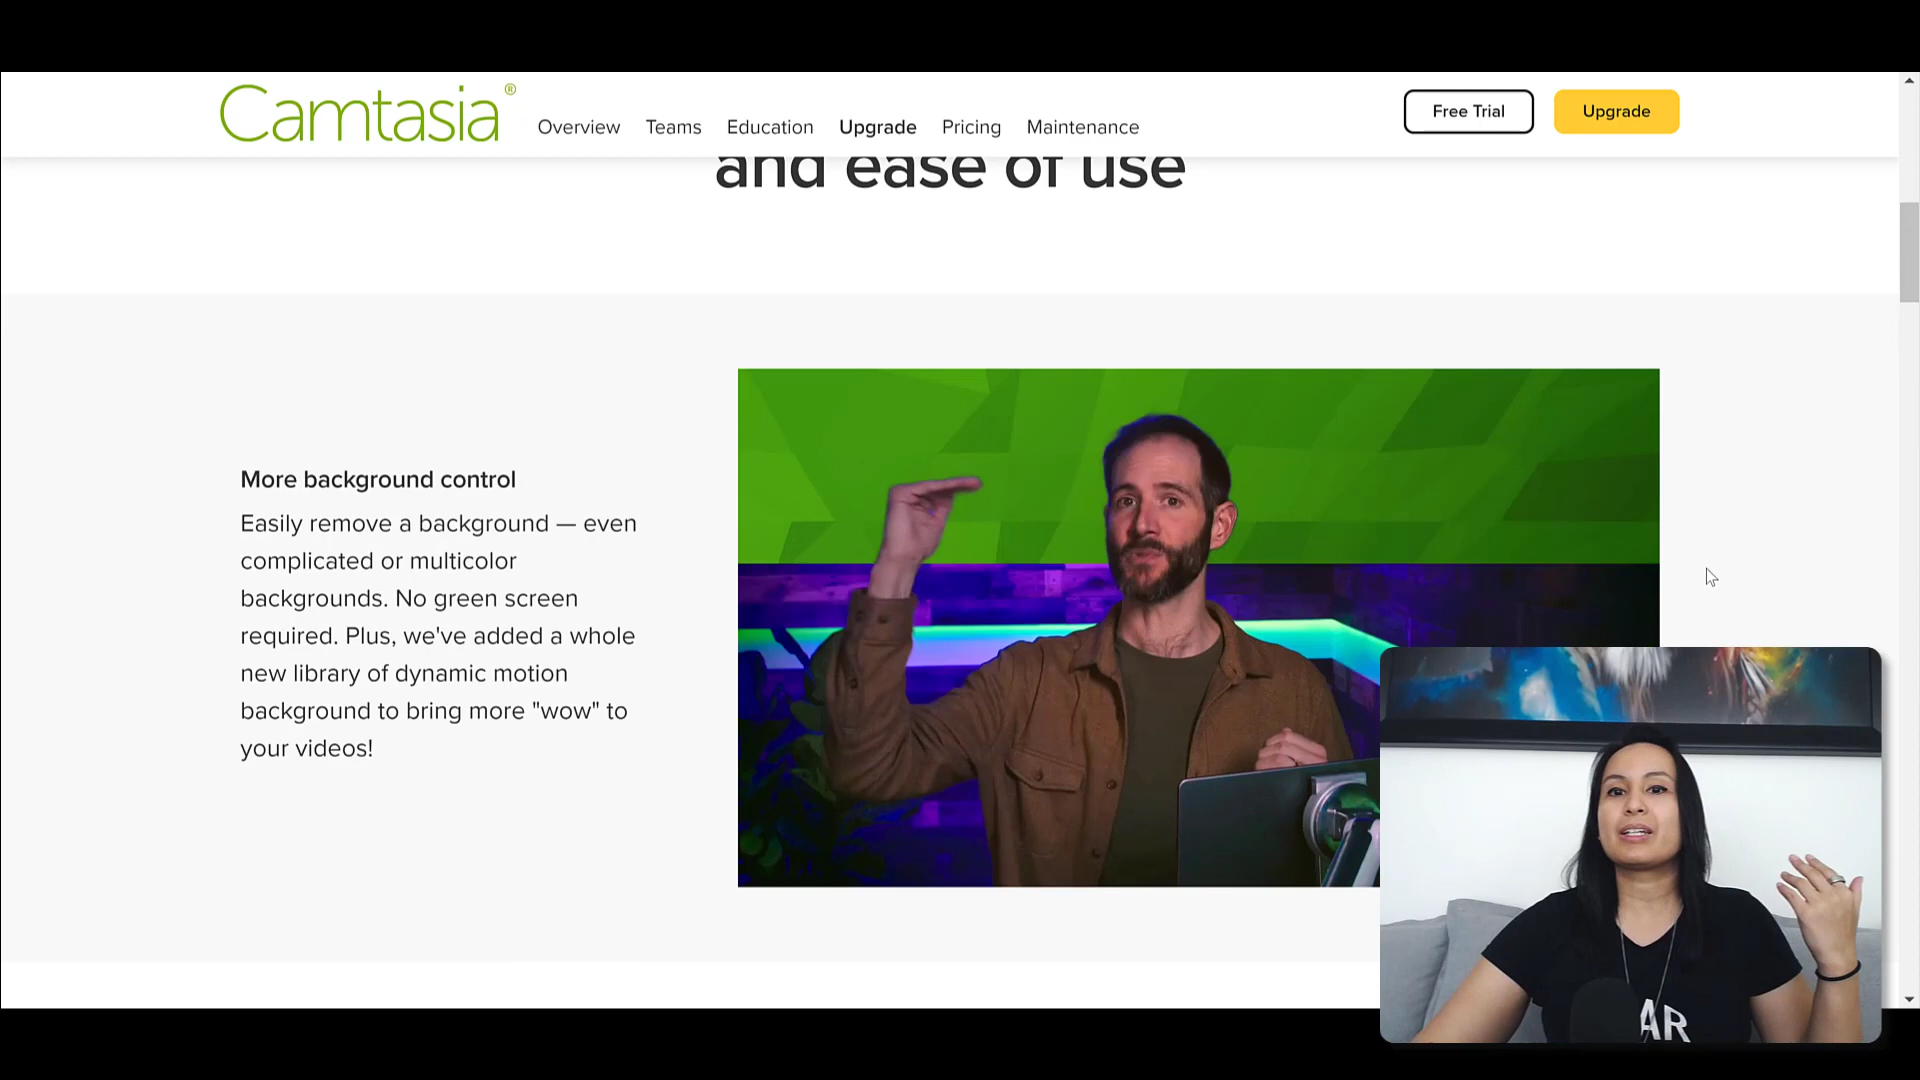 Camtasia®
Overview Teams Education Upgrade Pricing Maintenance
Free Trial
Upgrade
and ease of use
More background control
Easily remove a background — even
complicated or multicolor
backgrounds. No green screen
required. Plus, we've added a whole
new library of dynamic motion
background to bring more "wow" to
your videos!
AR